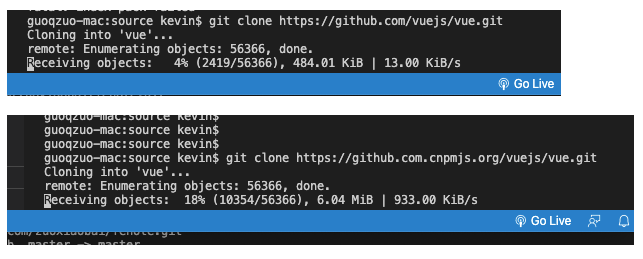 guoqzuo-mac:source kevin$ git clone https://github.com/vuejs/vue.git
Cloning into 'vue'...
remote: Enumerating objects: 56366, done.
Receiving objects:   4% (2419/56366), 484.01 KiB | 13.00 KiB/s
Go Live
guoqzuo-mac:source kevin$
guoqzuo-mac:source kevin$
guoqzuo-mac:source kevin$
guoqzuo-mac:source kevin$ git clone https://github.com.cnpmjs.org/vuejs/vue.git
Cloning into 'vue'...
remote: Enumerating objects: 56366, done.
Receiving objects:  18% (10354/56366), 6.04 MiB | 933.00 KiB/s
Go Live
master -> master